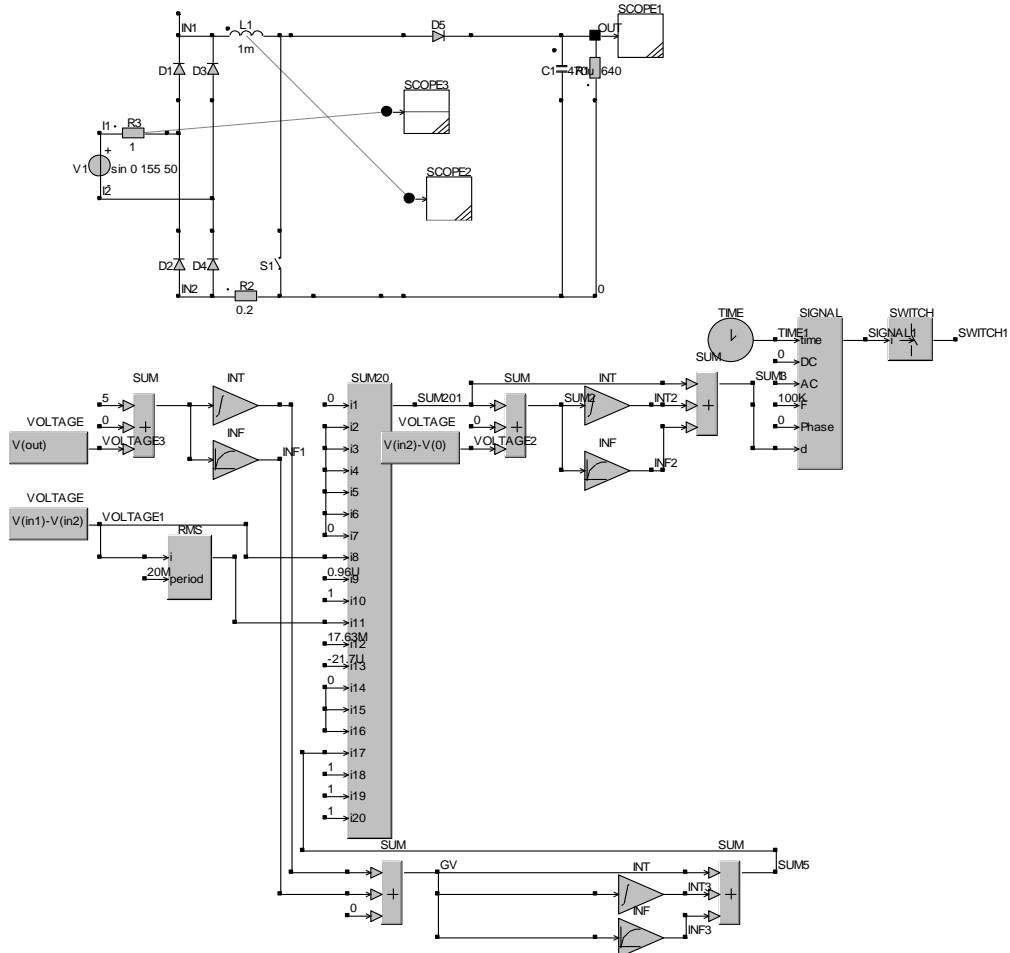 SCOPE1
IN1
L1
D5
OUT
1m
D1
D3
C1
470u
640
SCOPE3
I1
R3
1
V1
+
sin 0 155 50
I2
SCOPE2
D2
D4
S1
IN2
R2
0
0.2
TIME
SIGNAL
SWITCH
TIME1
time
SIGNAL1
i
SWITCH1
0
DC
SUM
SUM3
AC
100K
F
0
Phase
d
SUM
INT
SUM20
SUM
INT
5
0
i1
SUM201
SUM2
INT2
+
VOLTAGE
0
i2
VOLTAGE
0
+
+
V(out)
VOLTAGE3
INF
INF1
i3
V(in2)-V(0)
VOLTAGE2
INF
INF2
i4
i5
VOLTAGE
i6
V(in1)-V(in2)
VOLTAGE1
RMS
0
i7
i
i8
20M
period
0.96U
i9
1
i10
i11
17.63M
i12
-21.7U
i13
0
i14
i15
i16
i17
1
i18
1
i19
1
i20
SUM
SUM
GV
INT
SUM5
+
INT3
+
0
INF
INF3